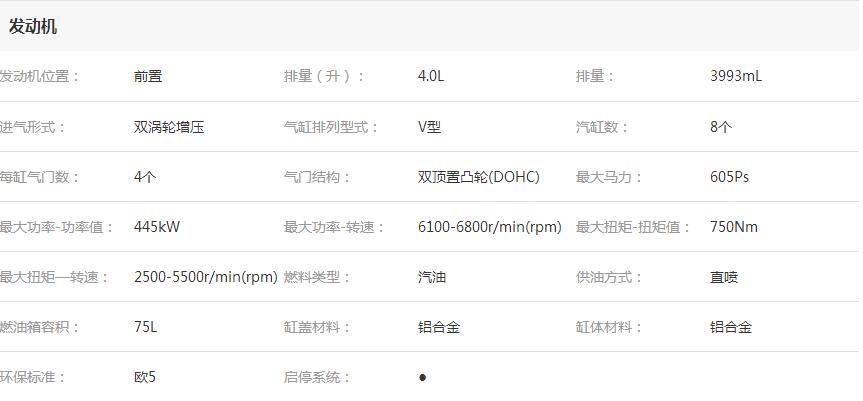 发动机
发动机位置： 前置 排量（升）： 4.0L 排量： 3993mL
进气形式： 双涡轮增压 气缸排列型式： V型 汽缸数： 8个
每缸气门数： 4个 气门结构： 双顶置凸轮(DOHC) 最大马力： 605Ps
最大功率-功率值： 445kW 最大功率-转速： 6100-6800r/min(rpm) 最大扭矩-扭矩值： 750Nm
最大扭矩—转速： 2500-5500r/min(rpm) 燃料类型： 汽油 供油方式： 直喷
燃油箱容积： 75L 缸盖材料： 铝合金 缸体材料： 铝合金
环保标准： 欧5 启停系统： ●